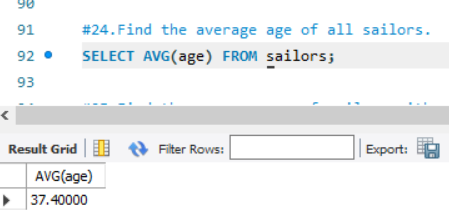 90
91 #24.Find the average age of all sailors.
92 SELECT AVG(age) FROM sailors;
93
Result Grid Filter Rows: Export:
AVG(age)
37.40000